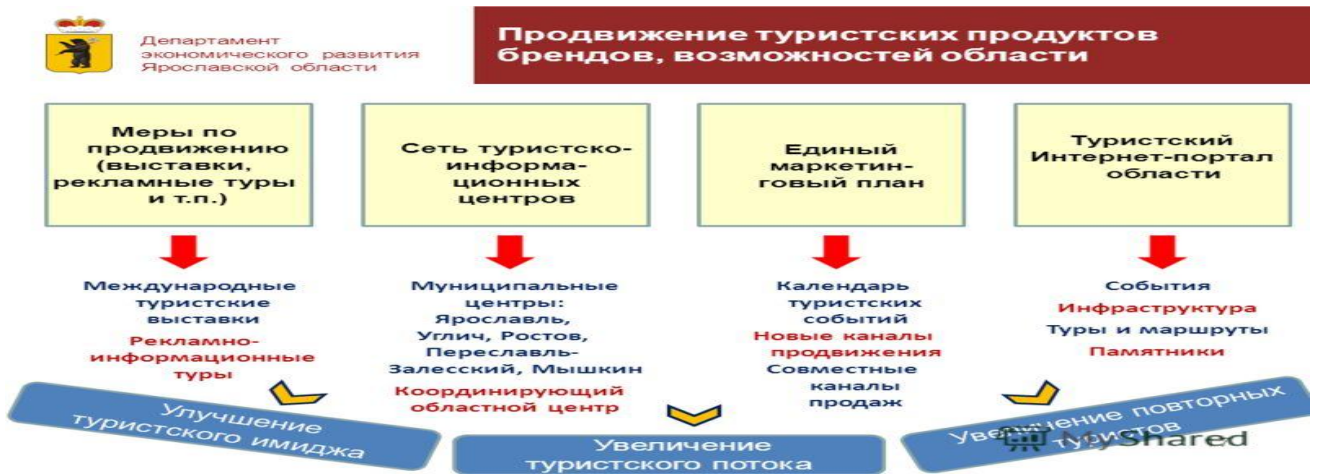 Департамент
экономического развития
Ярославской области
Продвижение туристских продуктов
брендов, возможностей области
Меры по
продвижению
(выставки,
рекламные туры
и т.п.)
Сеть туристско-
информа-
ционных
центров
Единый
маркетин-
говый план
Туристский
Интернет-портал
области
Международные
туристские
выставки
Рекламно-
информационные
туры
Муниципальные
центры:
Ярославль,
Углич, Ростов,
Переславль-
Залесский, Мышкин
Координирующий
областной центр
Календарь
туристских
событий
Новые каналы
продвижения
Совместные
каналы
продаж
События
Инфраструктура
Туры и маршруты
Памятники
Улучшение
туристского имиджа
Увеличение
туристского потока
Увеличение повторных
туристов
MyShared